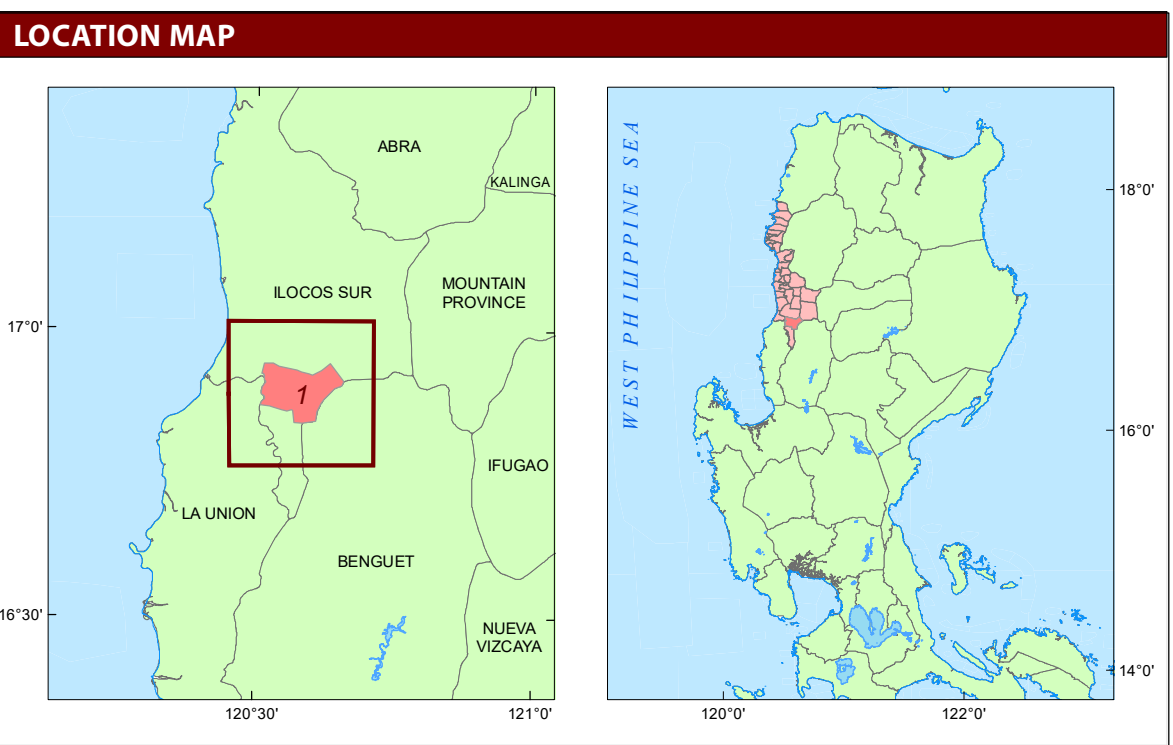 LOCATION MAP
ABRA
KALINGA
MOUNTAIN
PROVINCE
ILOCOS SUR
17°0'
1
IFUGAO
LA UNION
BENGUET
16°30'
NUEVA
VIZCAYA
120°30'
121°0'
WEST PHILIPPINE SEA
18°0'
16°0'
14°0'
120°0'
122°0'